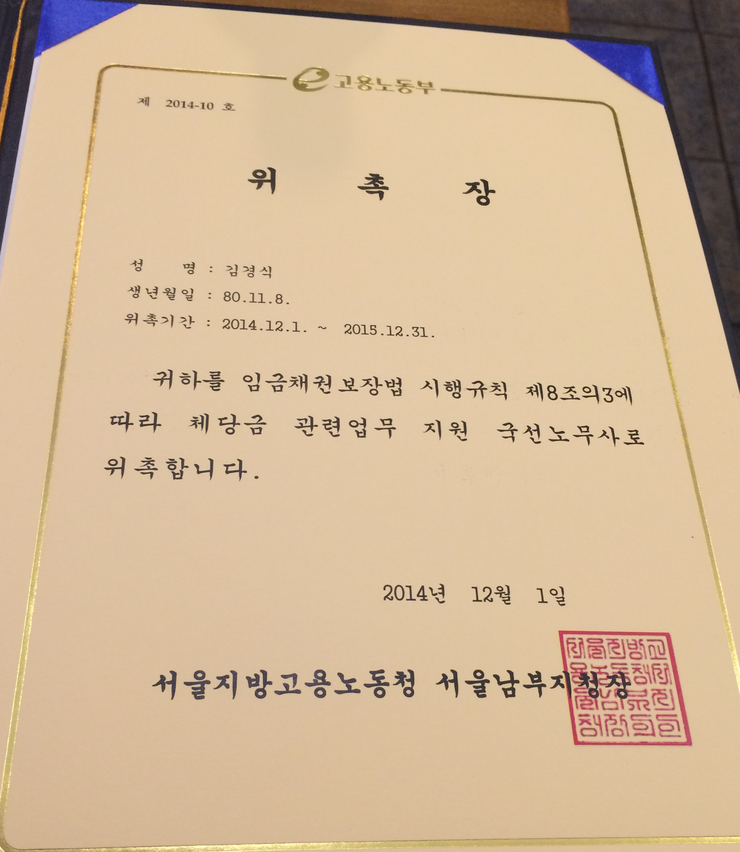 고용노동부
제 2014-10 호
위 촉 장
성 명 : 김경식
생년월일 : 80.11.8.
위촉기간 : 2014.12.1. ~ 2015.12.31.
귀하를 임금채권보장법 시행규칙 제8조의3에
따라 체당금 관련업무 지원 국선노무사로
위촉합니다.
2014년 12월 1일
서울지방고용노동청 서울남부지청장